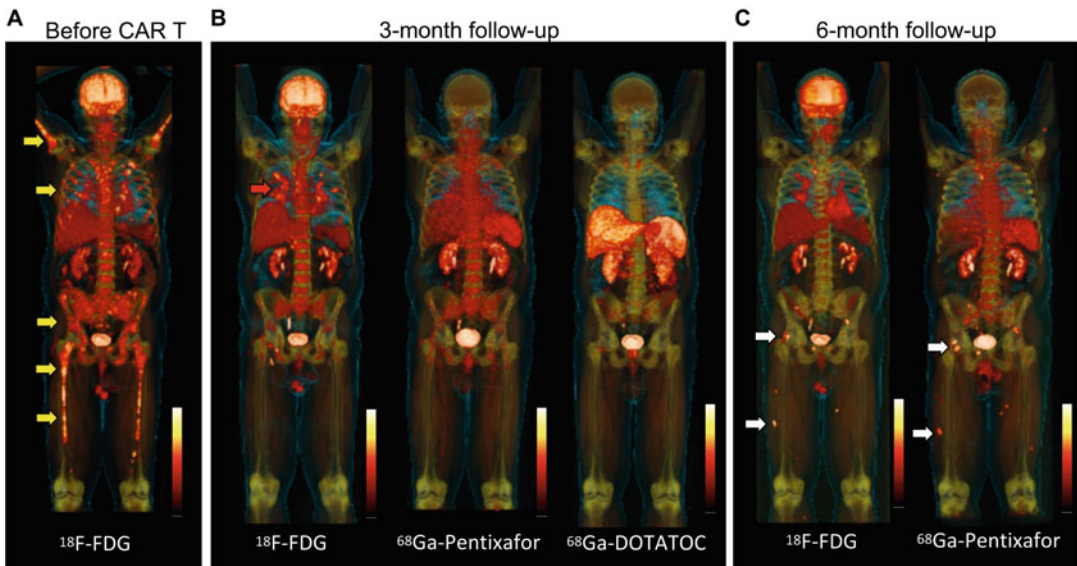 A Before CAR T
B 3-month follow-up
C 6-month follow-up
¹⁸F-FDG
¹⁸F-FDG
⁶⁸Ga-Pentixafor
⁶⁸Ga-DOTATOC
¹⁸F-FDG
⁶⁸Ga-Pentixafor